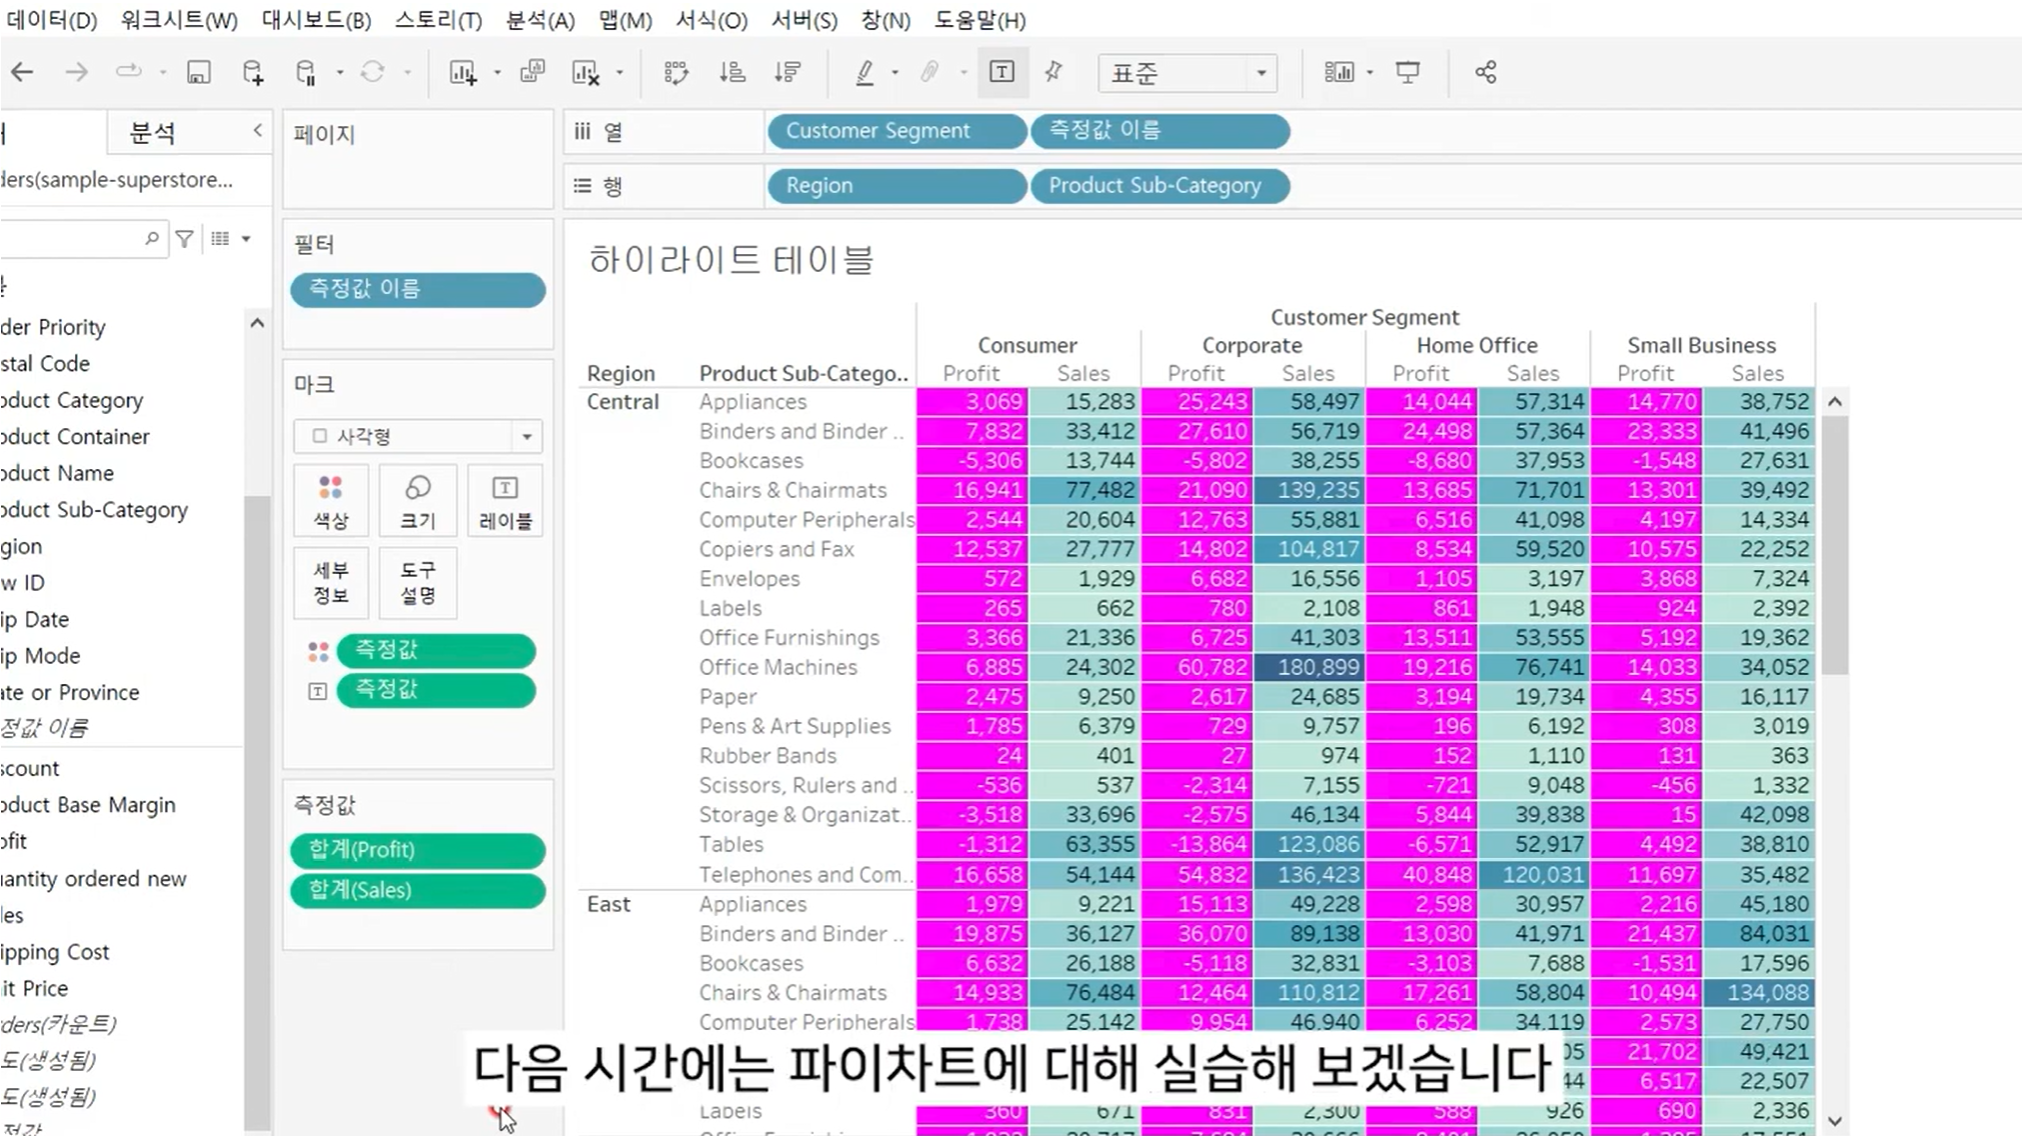 데이터(D) 워크시트(W) 대시보드(B) 스토리(T) 분석(A) 맵(M) 서식(O) 서버(S) 창(N) 도움말(H)
표준
분석
ders(sample-superstore...
der Priority
stal Code
oduct Category
oduct Container
oduct Name
oduct Sub-Category
gion
w ID
ip Date
ip Mode
ate or Province
정값 이름
scount
oduct Base Margin
ofit
uantity ordered new
les
ipping Cost
it Price
ders(카운트)
도(생성됨)
도(생성됨)
정값
페이지
필터
측정값 이름
마크
사각형
색상 크기 레이블
세부 정보 도구 설명
측정값
측정값
측정값
합계(Profit)
합계(Sales)
iii 열 Customer Segment 측정값 이름
행 Region Product Sub-Category
하이라이트 테이블
Customer Segment
Consumer Corporate Home Office Small Business
Region Product Sub-Catego.. Profit Sales Profit Sales Profit Sales Profit Sales
Central Appliances 3,069 15,283 25,243 58,497 14,044 57,314 14,770 38,752
Binders and Binder .. 7,832 33,412 27,610 56,719 24,498 57,364 23,333 41,496
Bookcases -5,306 13,744 -5,802 38,255 -8,680 37,953 -1,548 27,631
Chairs & Chairmats 16,941 77,482 21,090 139,235 13,685 71,701 13,301 39,492
Computer Peripherals 2,544 20,604 12,763 55,881 6,516 41,098 4,197 14,334
Copiers and Fax 12,537 27,777 14,802 104,817 8,534 59,520 10,575 22,252
Envelopes 572 1,929 6,682 16,556 1,105 3,197 3,868 7,324
Labels 265 662 780 2,108 861 1,948 924 2,392
Office Furnishings 3,366 21,336 6,725 41,303 13,511 53,555 5,192 19,362
Office Machines 6,885 24,302 60,782 180,899 19,216 76,741 14,033 34,052
Paper 2,475 9,250 2,617 24,685 3,194 19,734 4,355 16,117
Pens & Art Supplies 1,785 6,379 729 9,757 196 6,192 308 3,019
Rubber Bands 24 401 27 974 152 1,110 131 363
Scissors, Rulers and .. -536 537 -2,314 7,155 -721 9,048 -456 1,332
Storage & Organizat.. -3,518 33,696 -2,575 46,134 5,844 39,838 15 42,098
Tables -1,312 63,355 -13,864 123,086 -6,571 52,917 4,492 38,810
Telephones and Com.. 16,658 54,144 54,832 136,423 40,848 120,031 11,697 35,482
East Appliances 1,979 9,221 15,113 49,228 2,598 30,957 2,216 45,180
Binders and Binder .. 19,875 36,127 36,070 89,138 13,030 41,971 21,437 84,031
Bookcases 6,632 26,188 -5,118 32,831 -3,103 7,688 -1,531 17,596
Chairs & Chairmats 14,933 76,484 12,464 110,812 17,261 58,804 10,494 134,088
Computer Peripherals 1,738 25,142 9,954 46,940 6,252 34,119 2,573 27,750
05 21,702 49,421
44 6,517 22,507
다음 시간에는 파이차트에 대해 실습해 보겠습니다
Labels 360 671 831 2,300 588 926 690 2,336